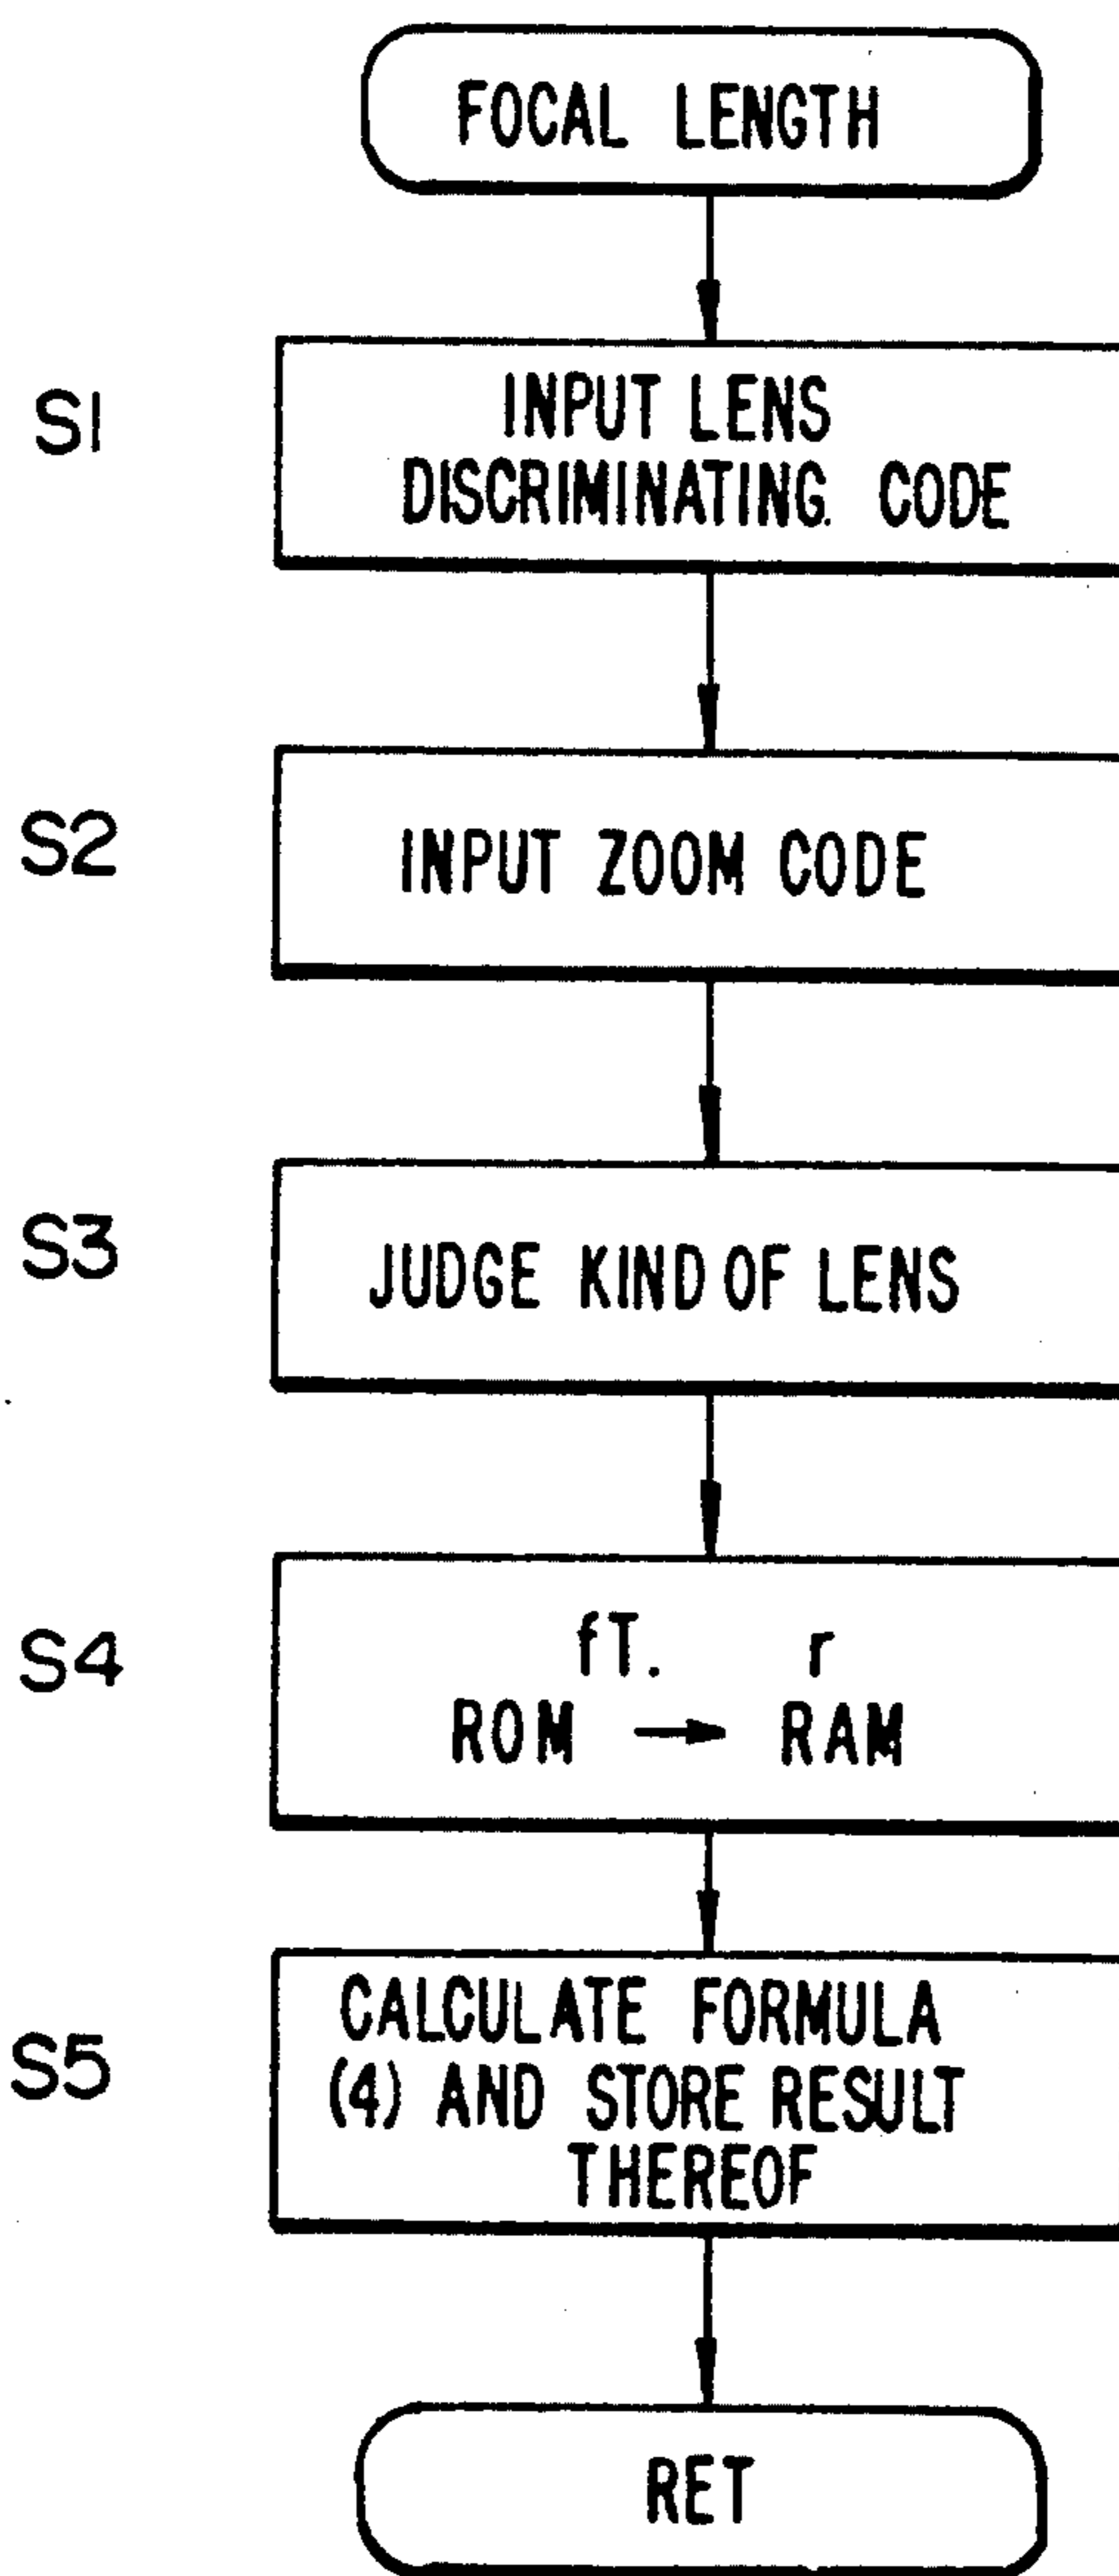 FOCAL LENGTH
S1
INPUT LENS
DISCRIMINATING. CODE
S2
INPUT ZOOM CODE
S3
JUDGE KIND OF LENS
S4
fT. r
ROM → RAM
S5
CALCULATE FORMULA
(4) AND STORE RESULT
THEREOF
RET